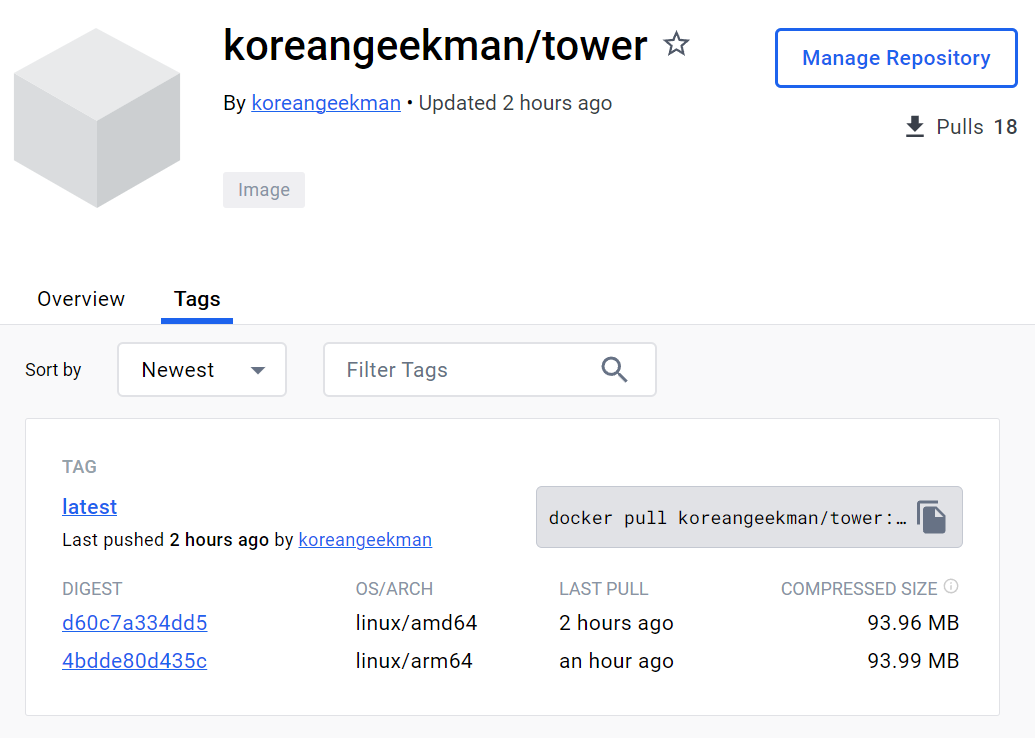 koreangeekman/tower
Manage Repository
By koreangeekman • Updated 2 hours ago
Pulls 18
Image
Overview
Tags
Sort by
Newest
Filter Tags
TAG
latest
docker pull koreangeekman/tower:…
Last pushed 2 hours ago by koreangeekman
DIGEST OS/ARCH LAST PULL COMPRESSED SIZE
d60c7a334dd5 linux/amd64 2 hours ago 93.96 MB
4bdde80d435c linux/arm64 an hour ago 93.99 MB